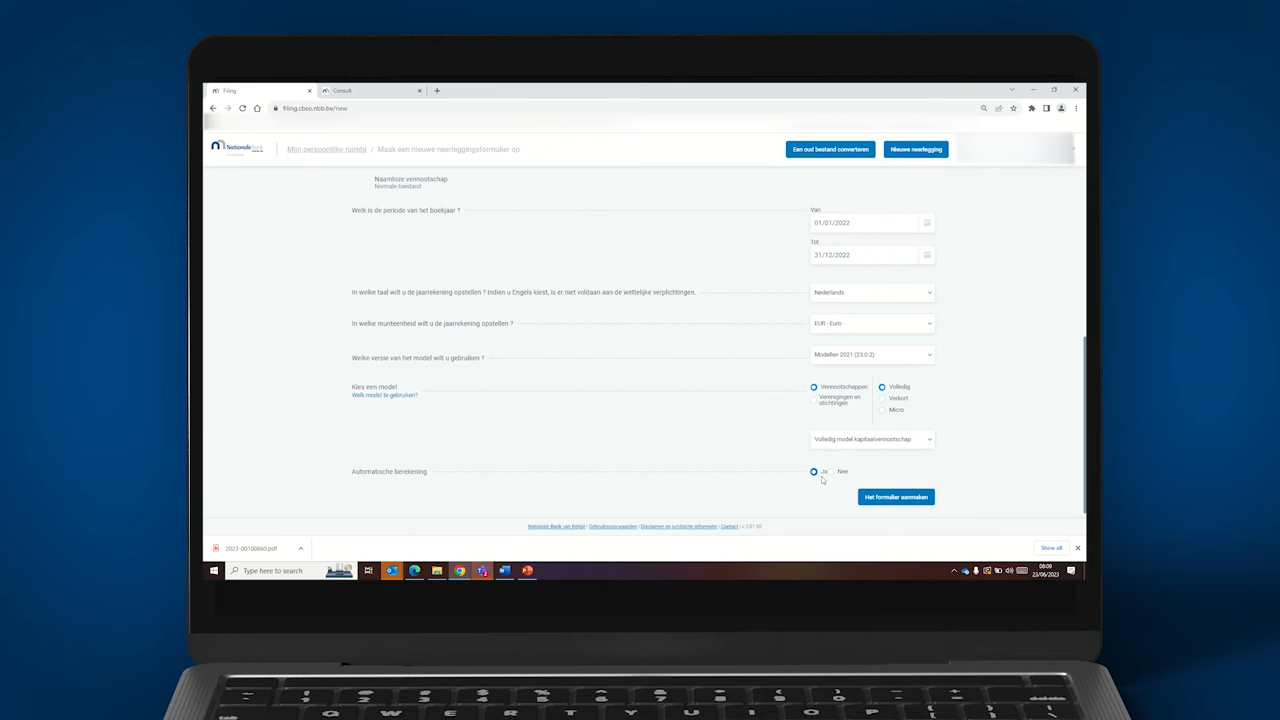 Filing
Consult
filing.cbso.nbb.be/new
Nationale Bank
Mijn persoonlijke ruimte / Maak een nieuwe neerleggingsformulier op
Een oud bestand converteren
Nieuwe neerlegging
Naamloze vennootschap
Normale toestand
Welk is de periode van het boekjaar ?
Van
01/01/2022
Tot
31/12/2022
In welke taal wilt u de jaarrekening opstellen ? Indien u Engels kiest, is er niet voldaan aan de wettelijke verplichtingen.
Nederlands
In welke munteenheid wilt u de jaarrekening opstellen ?
EUR - Euro
Welke versie van het model wilt u gebruiken ?
Modellen 2021 (23.0.2)
Kies een model
Welk model te gebruiken?
Vennootschappen
Verenigingen en
stichtingen
Volledig
Verkort
Micro
Volledig model kapitaalvennootschap
Automatische berekening
Ja
Nee
Het formulier aanmaken
Nationale Bank van België | Gebruiksvoorwaarden | Disclaimer en juridische informatie | Contact | v 2.01.00
2023-00100860.pdf
Show all
Type here to search
08:09
23/06/2023
Q W E R T Y U I O P